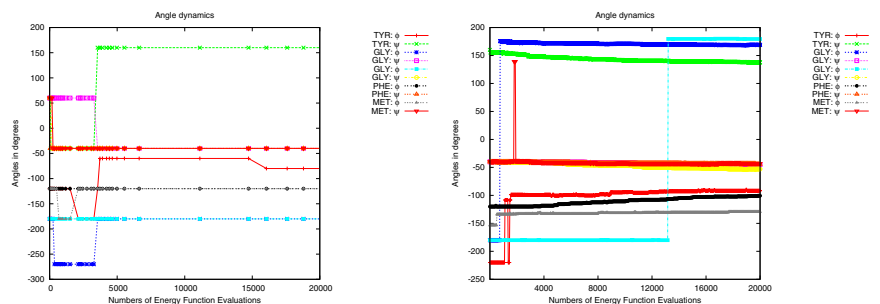 Angle dynamics
200
150
100
50
0
-50
-100
-150
-200
-250
-300
0
5000
10000
15000
20000
Angles in degrees
Numbers of Energy Function Evaluations
TYR: ϕ
TYR: ψ
GLY: ϕ
GLY: ψ
GLY: ϕ
GLY: ψ
PHE: ϕ
PHE: ψ
MET: ϕ
MET: ψ
Angle dynamics
200
150
100
50
0
-50
-100
-150
-200
-250
4000
8000
12000
16000
20000
Angles in degrees
Numbers of Energy Function Evaluations
TYR: ϕ
TYR: ψ
GLY: ϕ
GLY: ψ
GLY: ϕ
GLY: ψ
PHE: ϕ
PHE: ψ
MET: ϕ
MET: ψ